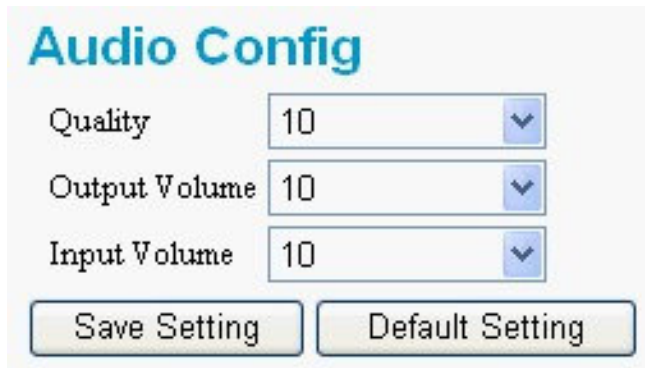 Audio Config
Quality 10
Output Volume 10
Input Volume 10
Save Setting Default Setting